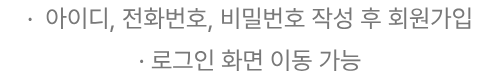 · 아이디, 전화번호, 비밀번호 작성 후 회원가입
· 로그인 화면 이동 가능